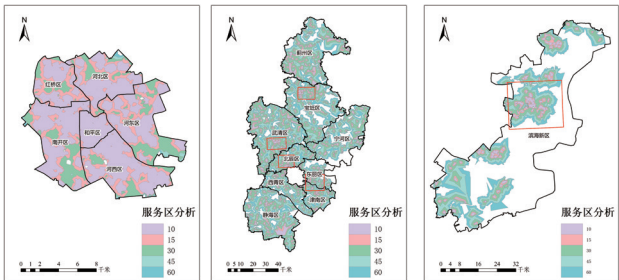 N
红桥区
河北区
河东区
和平区
南开区
河西区
服务区分析
10
15
30
45
60
0 1 2 4 6 8
千米
N
蓟州区
宝坻区
宁河区
武清区
北辰区
东丽区
西青区
津南区
静海区
服务区分析
10
15
30
45
60
0 5 10 20 30 40
千米
N
滨海新区
服务区分析
10
15
30
45
60
0 4 8 16 24 32
千米